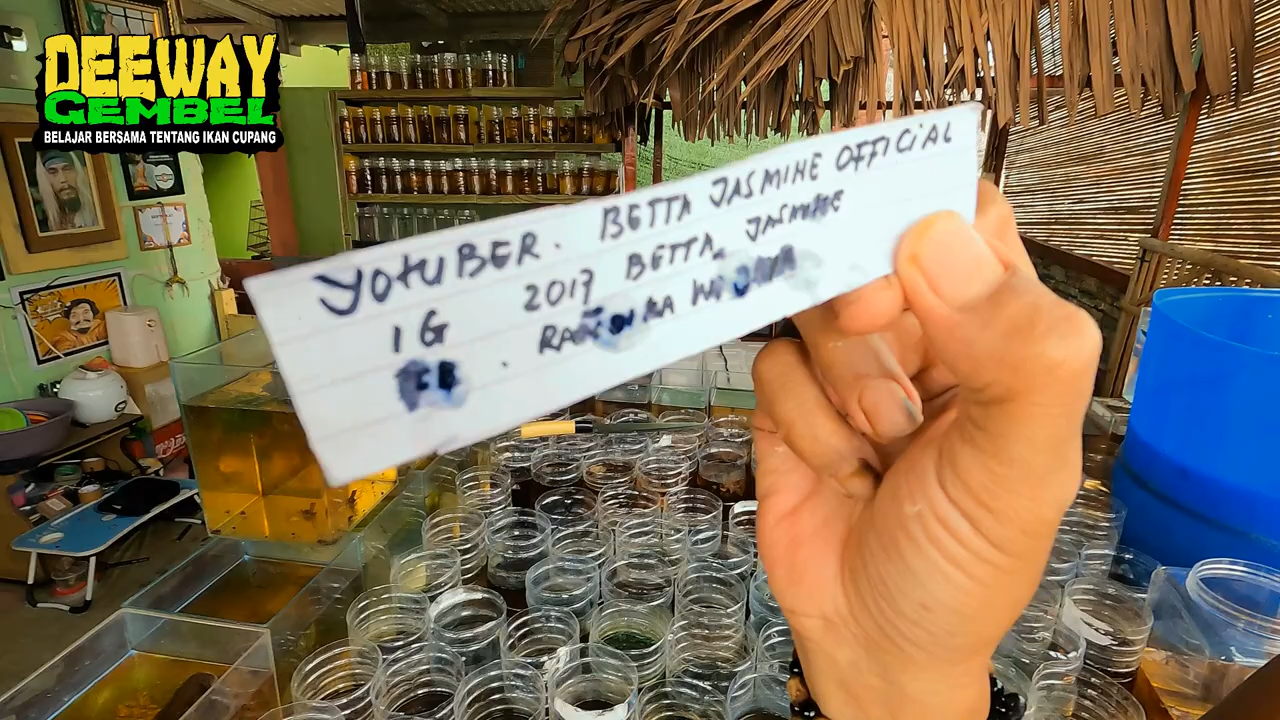 DEEWAY
GEMBEL
BELAJAR BERSAMA TENTANG IKAN CUPANG
YOTUBER. BETTA JASMINE OFFICIAL
IG 2017 BETTA JASMINE
FB.